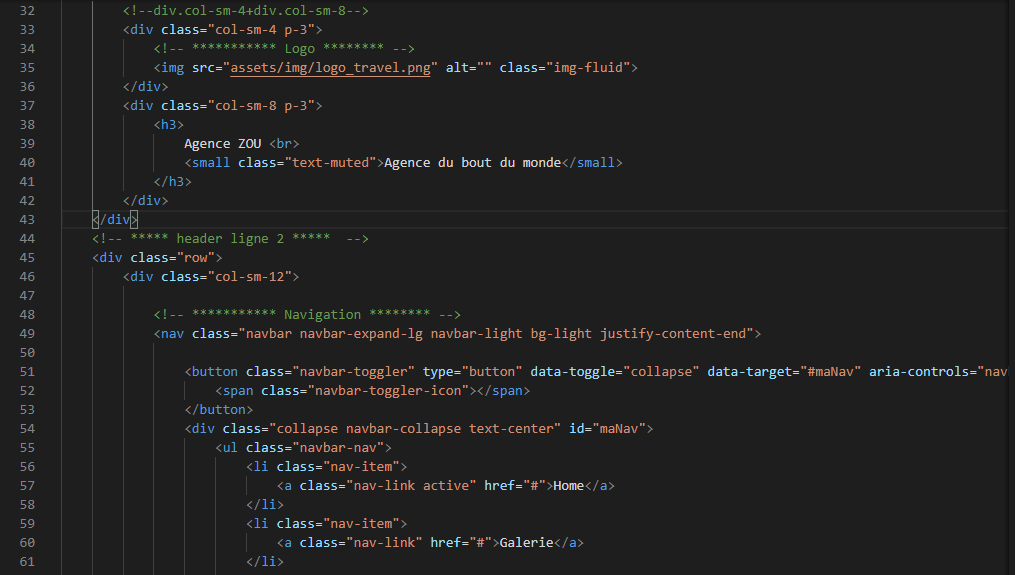 32 <!--div.col-sm-4+div.col-sm-8-->
33 <div class="col-sm-4 p-3">
34 <!-- *********** Logo ******** -->
35 <img src="assets/img/logo_travel.png" alt="" class="img-fluid">
36 </div>
37 <div class="col-sm-8 p-3">
38 <h3>
39 Agence ZOU <br>
40 <small class="text-muted">Agence du bout du monde</small>
41 </h3>
42 </div>
43 </div>
44 <!-- ***** header ligne 2 *****  -->
45 <div class="row">
46 <div class="col-sm-12">
47
48 <!-- *********** Navigation ******** -->
49 <nav class="navbar navbar-expand-lg navbar-light bg-light justify-content-end">
50
51 <button class="navbar-toggler" type="button" data-toggle="collapse" data-target="#maNav" aria-controls="nav
52 <span class="navbar-toggler-icon"></span>
53 </button>
54 <div class="collapse navbar-collapse text-center" id="maNav">
55 <ul class="navbar-nav">
56 <li class="nav-item">
57 <a class="nav-link active" href="#">Home</a>
58 </li>
59 <li class="nav-item">
60 <a class="nav-link" href="#">Galerie</a>
61 </li>